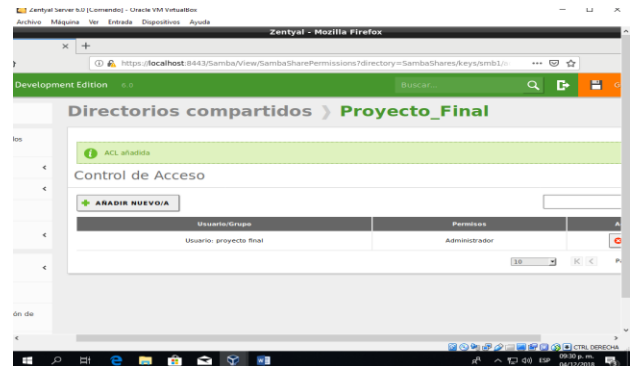 Zentyal Server 6.0 [Corriendo] - Oracle VM VirtualBox
Archivo Máquina Ver Entrada Dispositivos Ayuda
Zentyal - Mozilla Firefox
https://localhost:8443/Samba/View/SambaSharePermissions?directory=SambaShares/keys/smb1/
Development Edition 6.0
Buscar...
Directorios compartidos Proyecto_Final
ACL añadida
Control de Acceso
AÑADIR NUEVO/A
Usuario/Grupo Permisos
Usuario: proyecto final Administrador
10
ón de
CTRL DERECHA
ESP
09:30 p. m.
04/12/2018